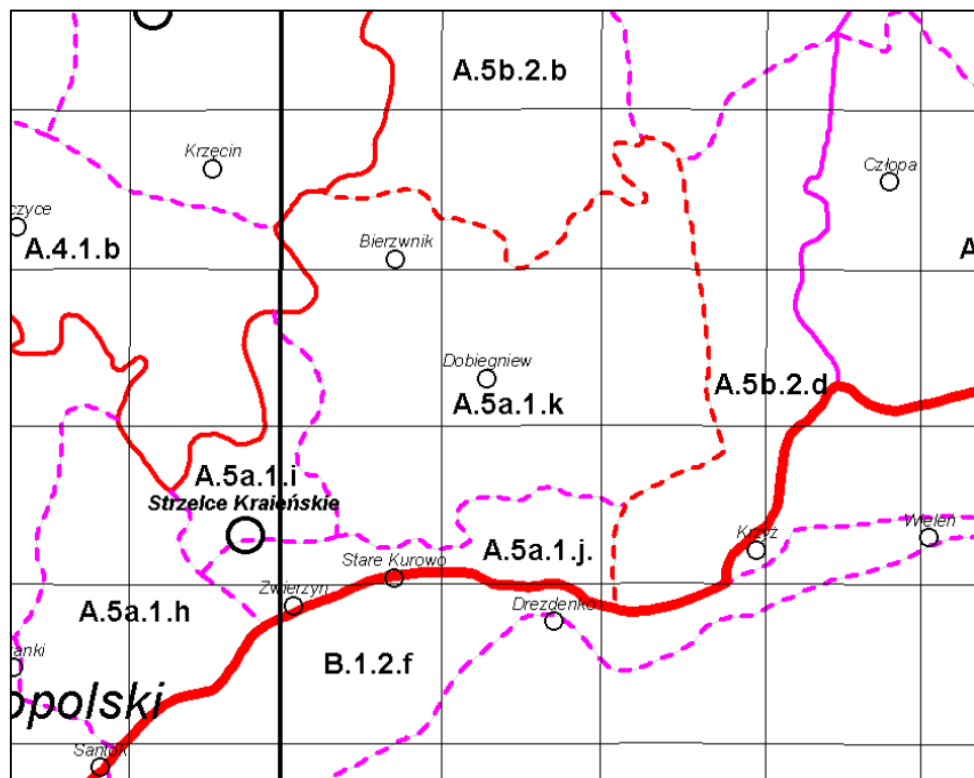 A.5b.2.b
Krzecin
Człopa
czyce
A.4.1.b
Bierzwnik
A
Dobiegniew
A.5a.1.k
A.5b.2.d
A.5a.1.i
Strzelce Kraieńskie
Krzyż
Wieleń
Stare Kurowo
A.5a.1.j.
Zwierzyn
Drezdenko
A.5a.1.h
anki
B.1.2.f
opolski
Santok